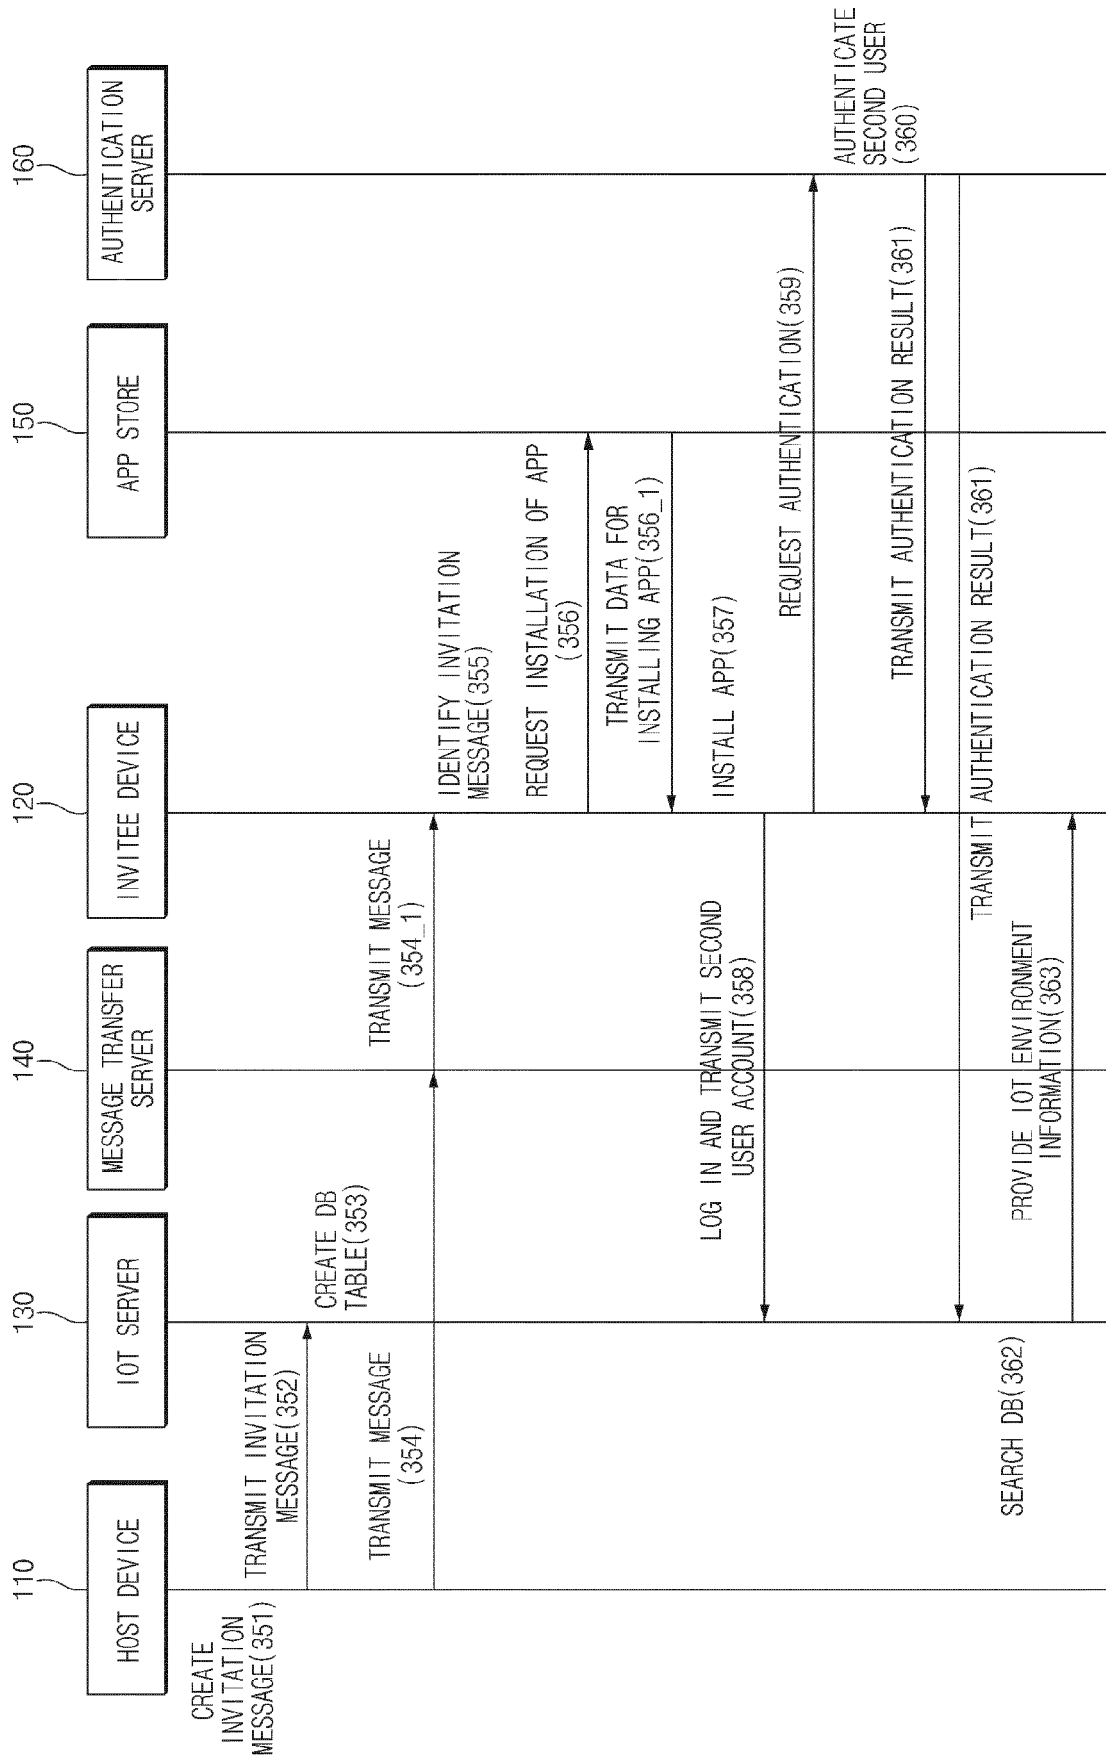 110
130
140
120
150
160
HOST DEVICE
IOT SERVER
MESSAGE TRANSFER
SERVER
INVITEE DEVICE
APP STORE
AUTHENTICATION
SERVER
CREATE
INVITATION
MESSAGE(351)
TRANSMIT INVITATION
MESSAGE(352)
CREATE DB
TABLE(353)
TRANSMIT MESSAGE
(354)
TRANSMIT MESSAGE
(354_1)
IDENTIFY INVITATION
MESSAGE(355)
REQUEST INSTALLATION OF APP
(356)
TRANSMIT DATA FOR
INSTALLING APP(356_1)
INSTALL APP(357)
LOG IN AND TRANSMIT SECOND
USER ACCOUNT(358)
REQUEST AUTHENTICATION(359)
AUTHENTICATE
SECOND USER
(360)
TRANSMIT AUTHENTICATION RESULT(361)
TRANSMIT AUTHENTICATION RESULT(361)
SEARCH DB(362)
PROVIDE IOT ENVIRONMENT
INFORMATION(363)